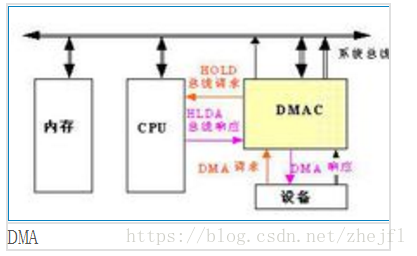 系统总线
HOLD
总线请求
内存
CPU
DMAC
HLDA
总线响应
DMA 请求
DMA 响应
设备
DMA
https://blog.csdn.net/zhejfl